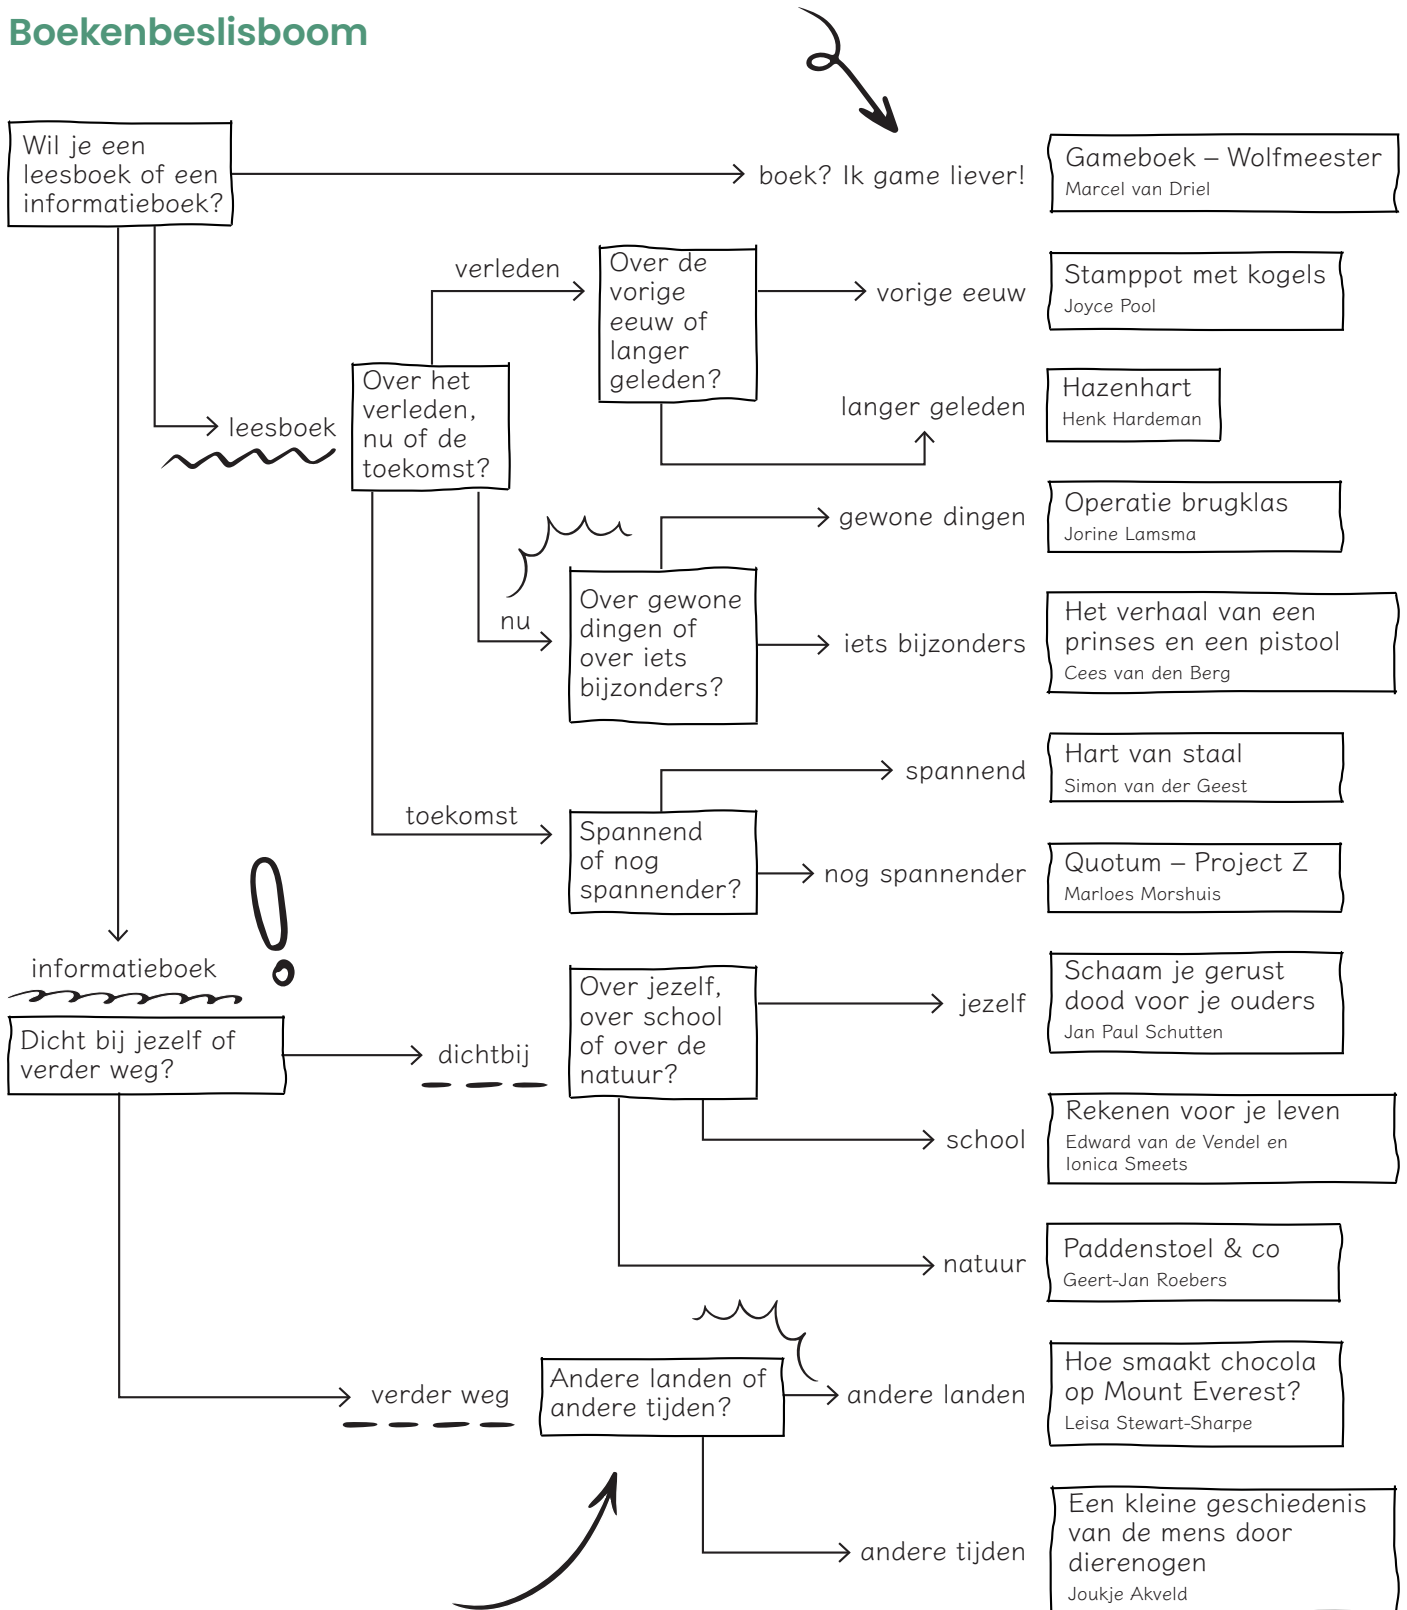 Boekenbeslisboom
Wil je een
leesboek of een
informatieboek?
boek? Ik game liever!
Gameboek – Wolfmeester
Marcel van Driel
leesboek
Over het
verleden,
nu of de
toekomst?
verleden
Over de
vorige
eeuw of
langer
geleden?
vorige eeuw
Stamppot met kogels
Joyce Pool
langer geleden
Hazenhart
Henk Hardeman
nu
Over gewone
dingen of
over iets
bijzonders?
gewone dingen
Operatie brugklas
Jorine Lamsma
iets bijzonders
Het verhaal van een
prinses en een pistool
Cees van den Berg
toekomst
Spannend
of nog
spannender?
spannend
Hart van staal
Simon van der Geest
nog spannender
Quotum – Project Z
Marloes Morshuis
informatieboek
Dicht bij jezelf of
verder weg?
dichtbij
Over jezelf,
over school
of over de
natuur?
jezelf
Schaam je gerust
dood voor je ouders
Jan Paul Schutten
school
Rekenen voor je leven
Edward van de Vendel en
Ionica Smeets
natuur
Paddenstoel & co
Geert-Jan Roebers
verder weg
Andere landen of
andere tijden?
andere landen
Hoe smaakt chocola
op Mount Everest?
Leisa Stewart-Sharpe
andere tijden
Een kleine geschiedenis
van de mens door
dierenogen
Joukje Akveld